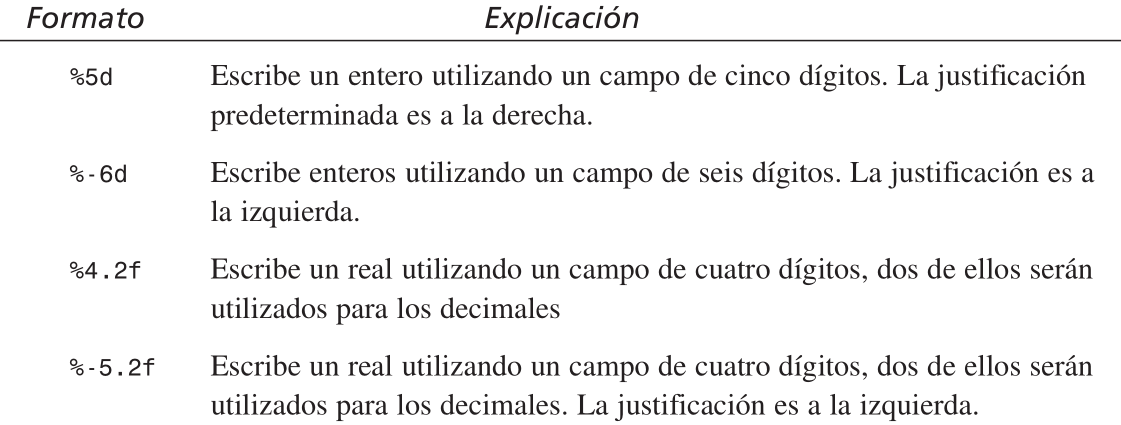 Formato Explicación
%5d Escribe un entero utilizando un campo de cinco dígitos. La justificación
predeterminada es a la derecha.
%-6d Escribe enteros utilizando un campo de seis dígitos. La justificación es a
la izquierda.
%4.2f Escribe un real utilizando un campo de cuatro dígitos, dos de ellos serán
utilizados para los decimales
%-5.2f Escribe un real utilizando un campo de cuatro dígitos, dos de ellos serán
utilizados para los decimales. La justificación es a la izquierda.